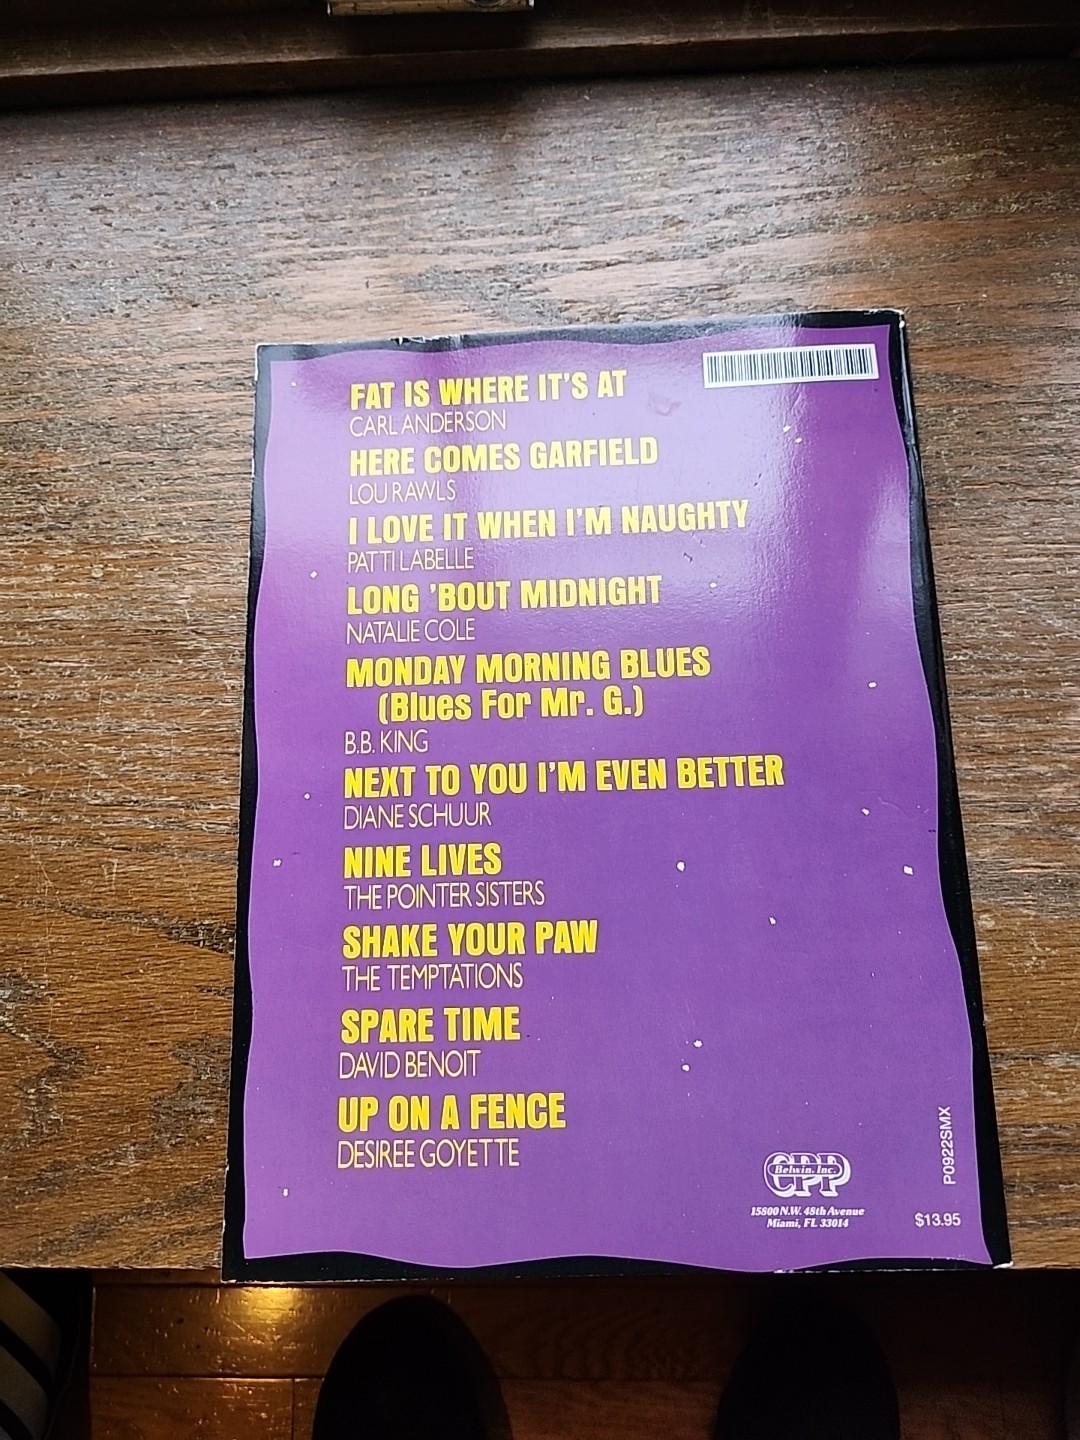 FAT IS WHERE IT'S AT
CARL ANDERSON
HERE COMES GARFIELD
LOU RAWLS
I LOVE IT WHEN I'M NAUGHTY
PATTI LABELLE
LONG 'BOUT MIDNIGHT
NATALIE COLE
MONDAY MORNING BLUES
(Blues For Mr. G.)
B.B. KING
NEXT TO YOU I'M EVEN BETTER
DIANE SCHUUR
NINE LIVES
THE POINTER SISTERS
SHAKE YOUR PAW
THE TEMPTATIONS
SPARE TIME
DAVID BENOIT
UP ON A FENCE
DESIREE GOYETTE
CPP
Belwin, Inc.
15800 N.W. 48th Avenue
Miami, FL 33014
P0922SMX
$13.95